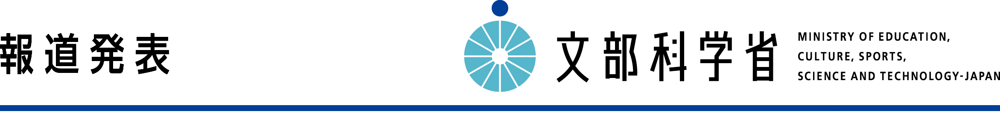 報道発表
文部科学省
MINISTRY OF EDUCATION,
CULTURE, SPORTS,
SCIENCE AND TECHNOLOGY-JAPAN